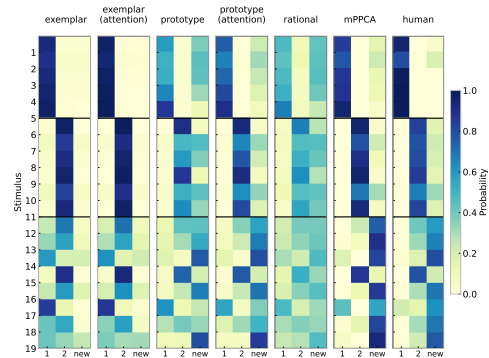 exemplar
exemplar
(attention)
prototype
prototype
(attention)
rational
mPPCA
human
1
2
3
4
5
6
7
8
9
10
11
12
13
14
15
16
17
18
19
Stimulus
1 2 new
1 2 new
1 2 new
1 2 new
1 2 new
1 2 new
1 2 new
1.0
0.8
0.6
0.4
0.2
0.0
Probability